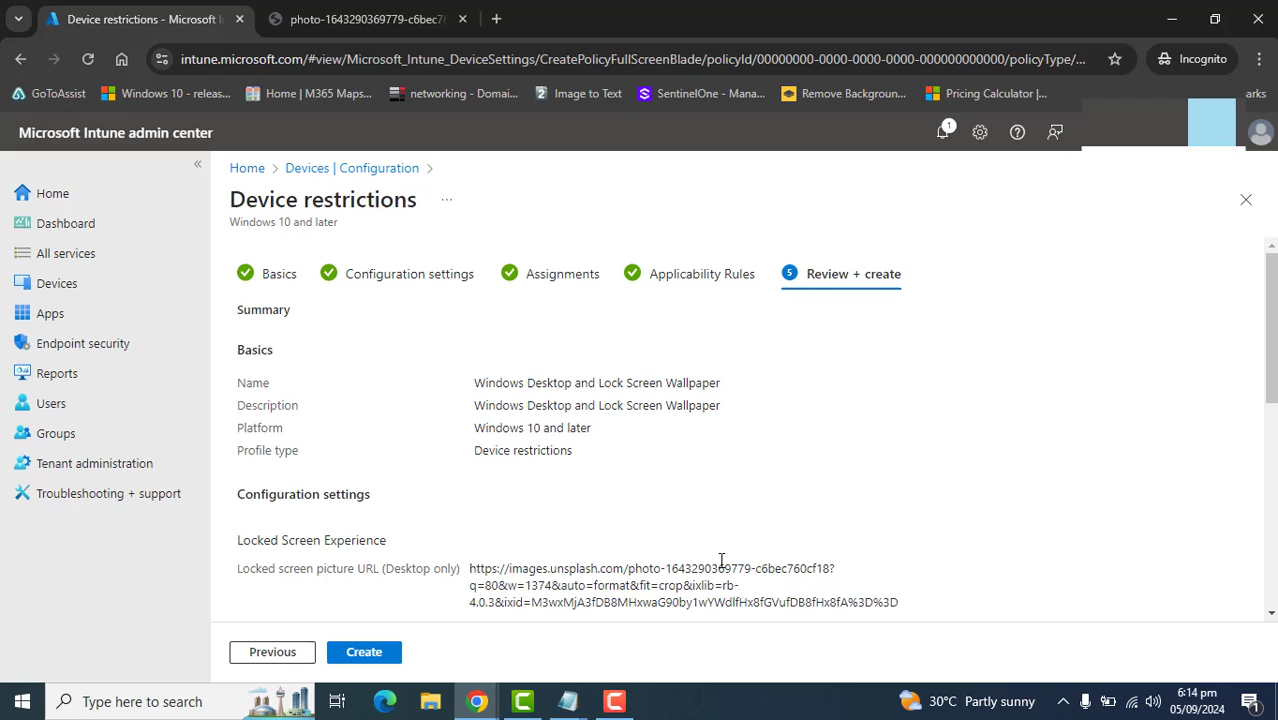 Device restrictions - Microsoft I
photo-1643290369779-c6bec7
intune.microsoft.com/#view/Microsoft_Intune_DeviceSettings/CreatePolicyFullScreenBlade/policyId/00000000-0000-0000-0000-000000000000/policyType/...
Incognito
GoToAssist
Windows 10 - releas...
Home | M365 Maps...
networking - Domai...
Image to Text
SentinelOne - Mana...
Remove Backgroun...
Pricing Calculator |...
arks
Microsoft Intune admin center
1
Home > Devices | Configuration >
Device restrictions ...
Windows 10 and later
Home
Dashboard
All services
Devices
Apps
Endpoint security
Reports
Users
Groups
Tenant administration
Troubleshooting + support
Basics
Configuration settings
Assignments
Applicability Rules
5 Review + create
Summary
Basics
Name Windows Desktop and Lock Screen Wallpaper
Description Windows Desktop and Lock Screen Wallpaper
Platform Windows 10 and later
Profile type Device restrictions
Configuration settings
Locked Screen Experience
Locked screen picture URL (Desktop only) https://images.unsplash.com/photo-1643290369779-c6bec760cf18?
q=80&w=1374&auto=format&fit=crop&ixlib=rb-
4.0.3&ixid=M3wxMjA3fDB8MHxwaG90by1wYWdlfHx8fGVufDB8fHx8fA%3D%3D
Previous
Create
Type here to search
30°C Partly sunny
6:14 pm
05/09/2024
1